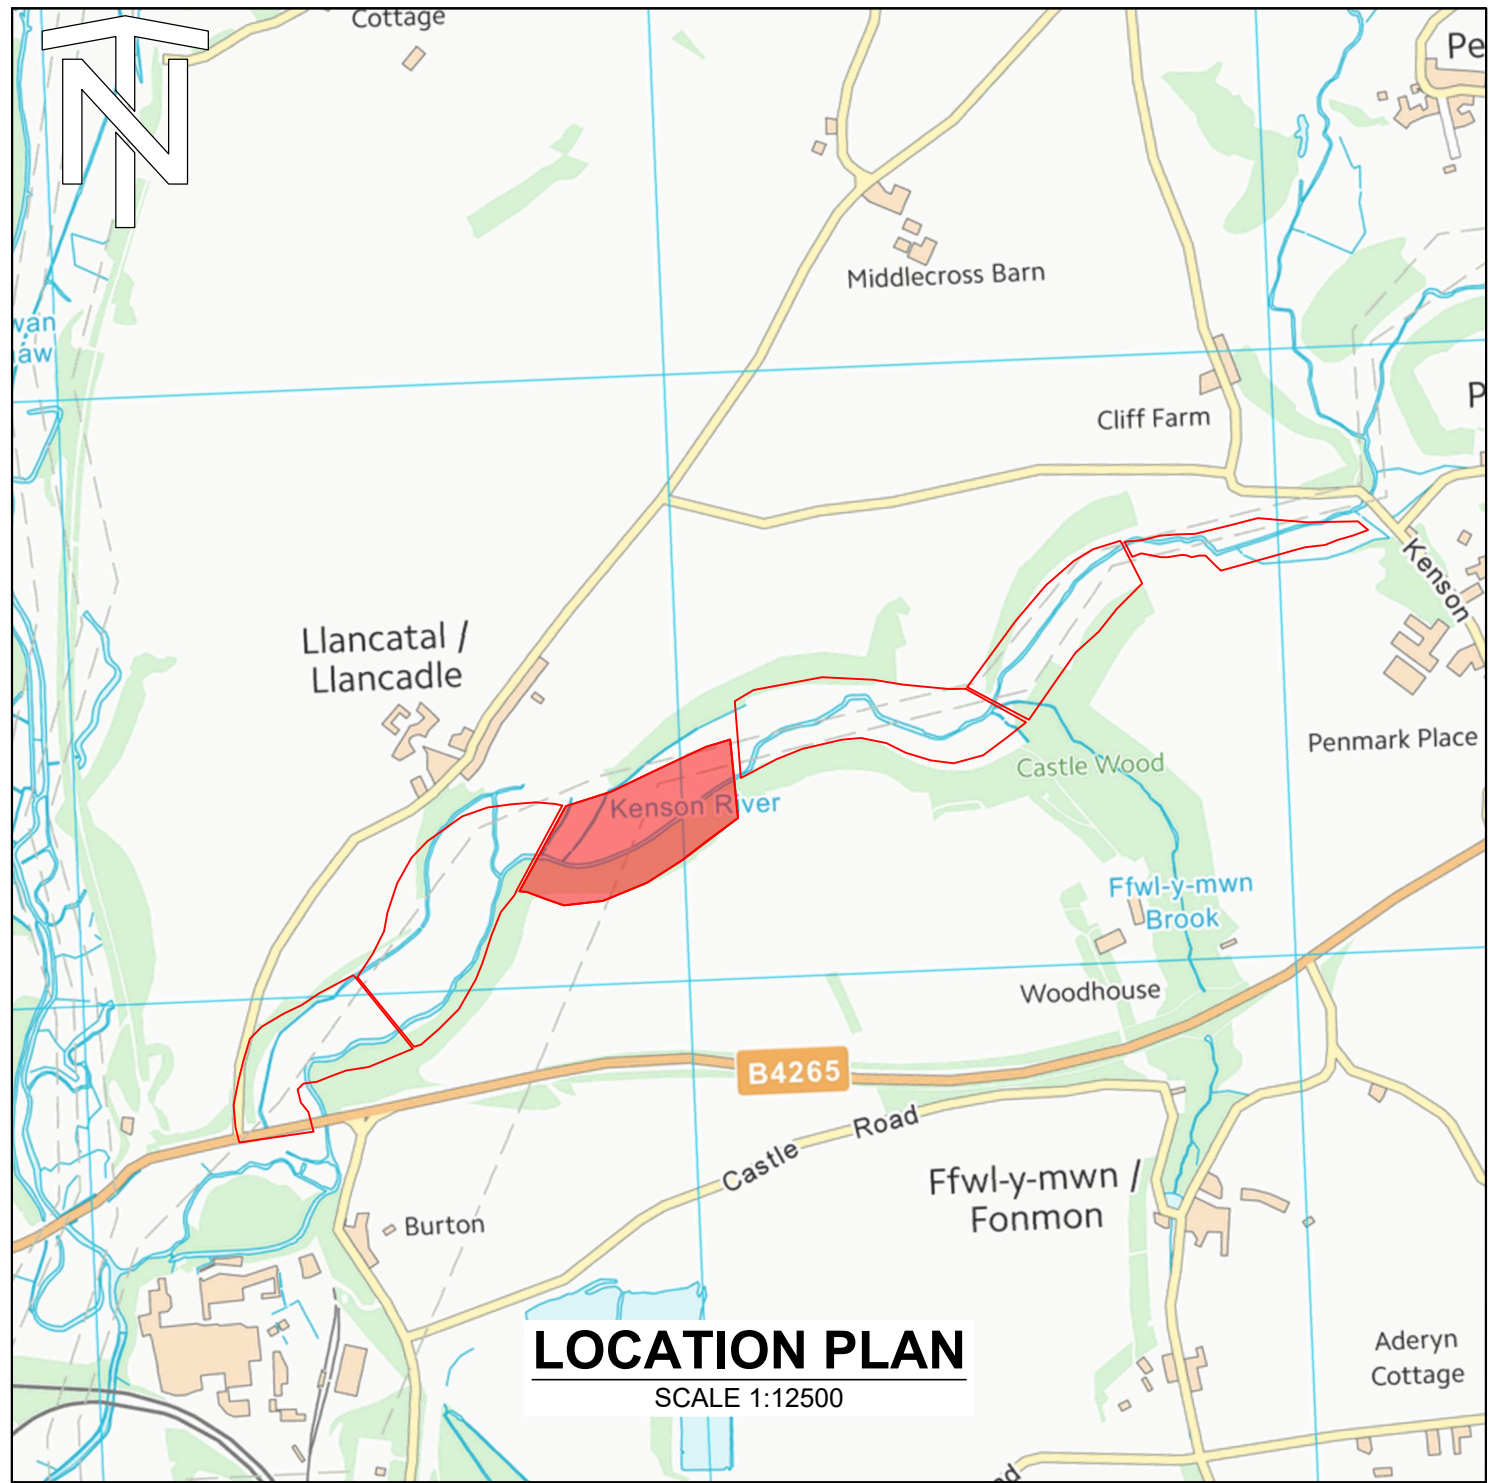 Cottage
N
Pe
Middlecross Barn
wan
aw
Cliff Farm
P
Kenson
Llancatal /
Llancadle
Penmark Place
Castle Wood
Kenson River
Ffwl-y-mwn
Brook
Woodhouse
B4265
Castle Road
Ffwl-y-mwn /
Fonmon
Burton
LOCATION PLAN
SCALE 1:12500
Aderyn
Cottage